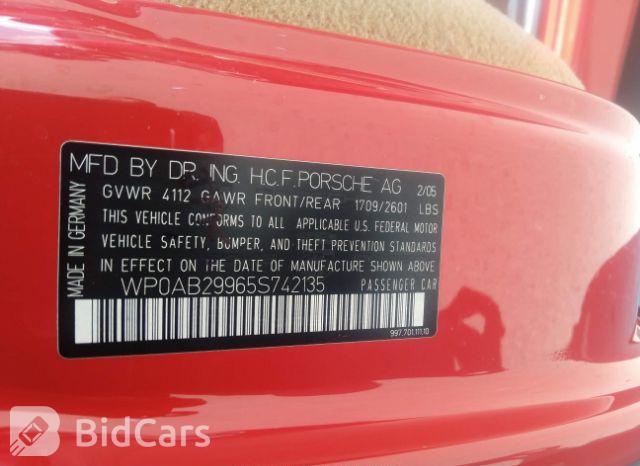 MFD BY DR. ING. H.C.F. PORSCHE AG 2/05
GVWR 4112 GAWR FRONT/REAR 1709/2601 LBS
THIS VEHICLE CONFORMS TO ALL APPLICABLE U.S. FEDERAL MOTOR
VEHICLE SAFETY, BUMPER, AND THEFT PREVENTION STANDARDS
IN EFFECT ON THE DATE OF MANUFACTURE SHOWN ABOVE
WP0AB29965S742135 PASSENGER CAR
997.701.111.10
MADE IN GERMANY
BidCars